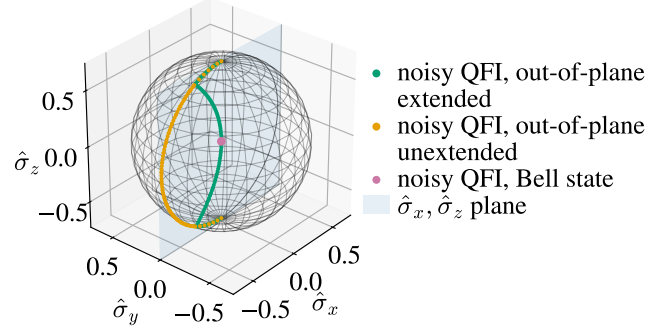 0.5
0.0
−0.5
σ̂z
0.5
0.0
−0.5
σ̂y
−0.5
0.0
0.5
σ̂x
noisy QFI, out-of-plane
extended
noisy QFI, out-of-plane
unextended
noisy QFI, Bell state
σ̂x, σ̂z plane